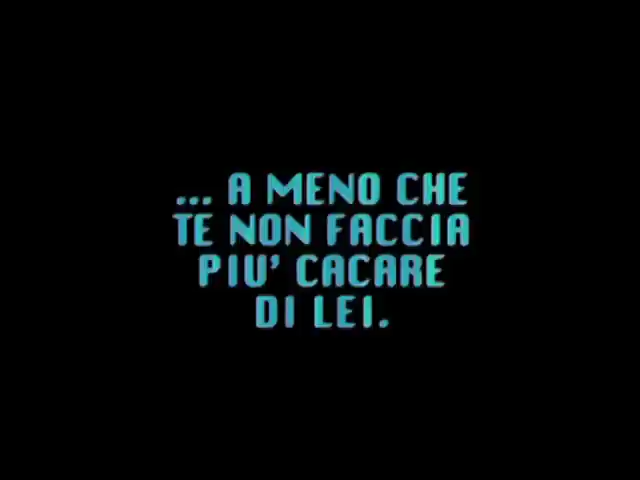 ... A MENO CHE
TE NON FACCIA
PIU' CACARE
DI LEI.